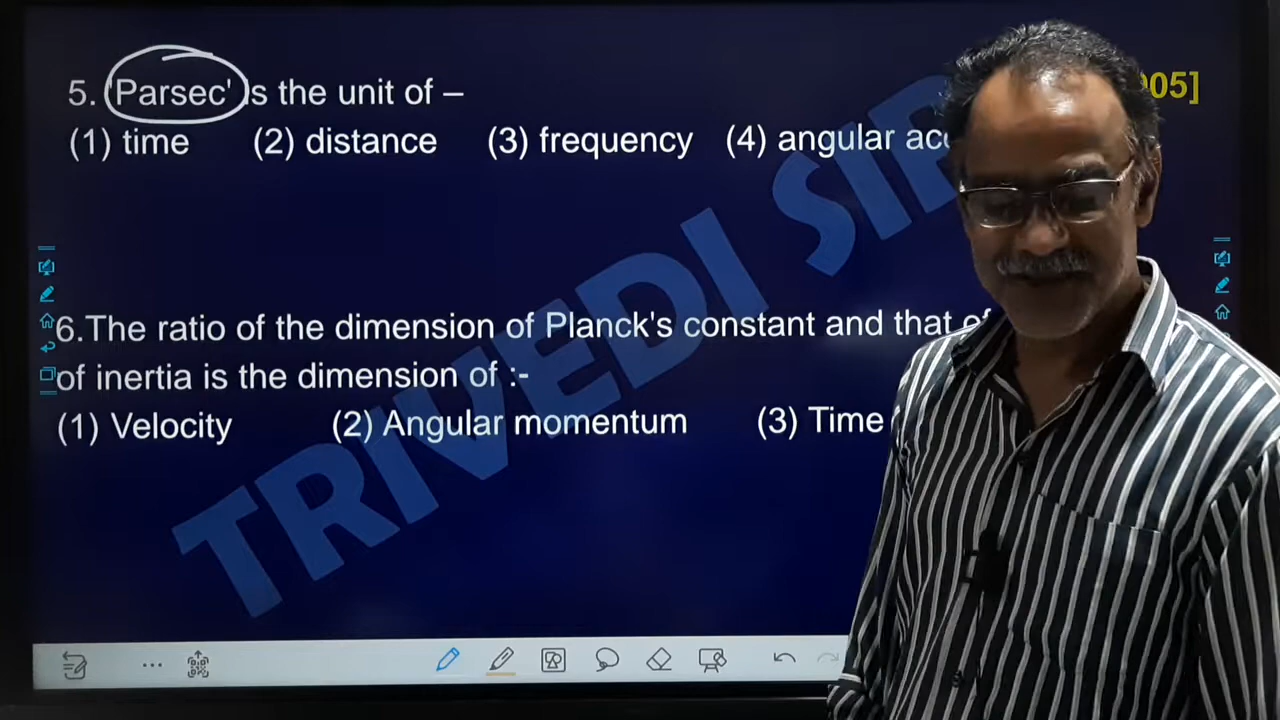 5. 'Parsec' is the unit of – 005]
(1) time (2) distance (3) frequency (4) angular
6.The ratio of the dimension of Planck's constant and that of
of inertia is the dimension of :-
(1) Velocity (2) Angular momentum (3) Time
TRIVEDI SIR